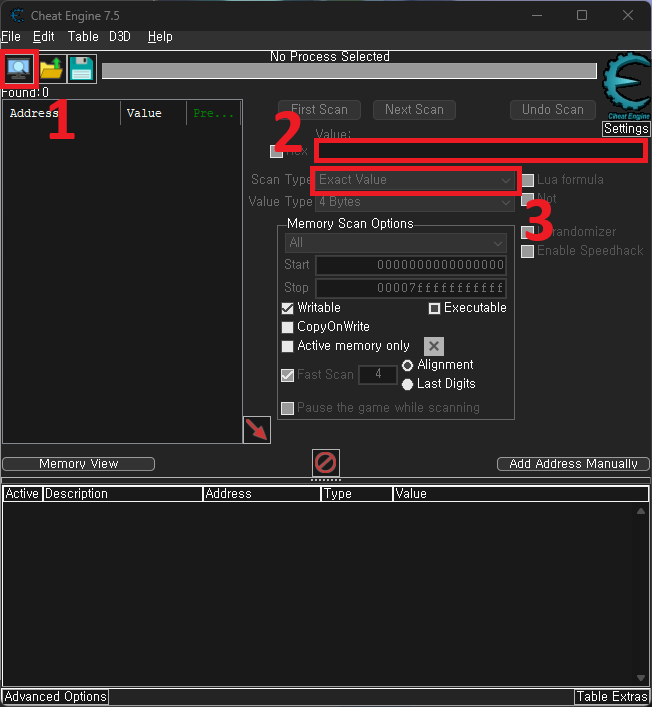 Cheat Engine 7.5
File Edit Table D3D Help
No Process Selected
Found:0
1
Address Value Pre...
First Scan Next Scan Undo Scan
Cheat Engine
Settings
2
Value:
Hex
Scan Type Exact Value
Lua formula
Value Type 4 Bytes
Not
3
Memory Scan Options
All
randomizer
Enable Speedhack
Start 0000000000000000
Stop 00007fffffffffff
Writable Executable
CopyOnWrite
Active memory only
Fast Scan 4
Alignment
Last Digits
Pause the game while scanning
Memory View
Add Address Manually
Active Description Address Type Value
Advanced Options
Table Extras